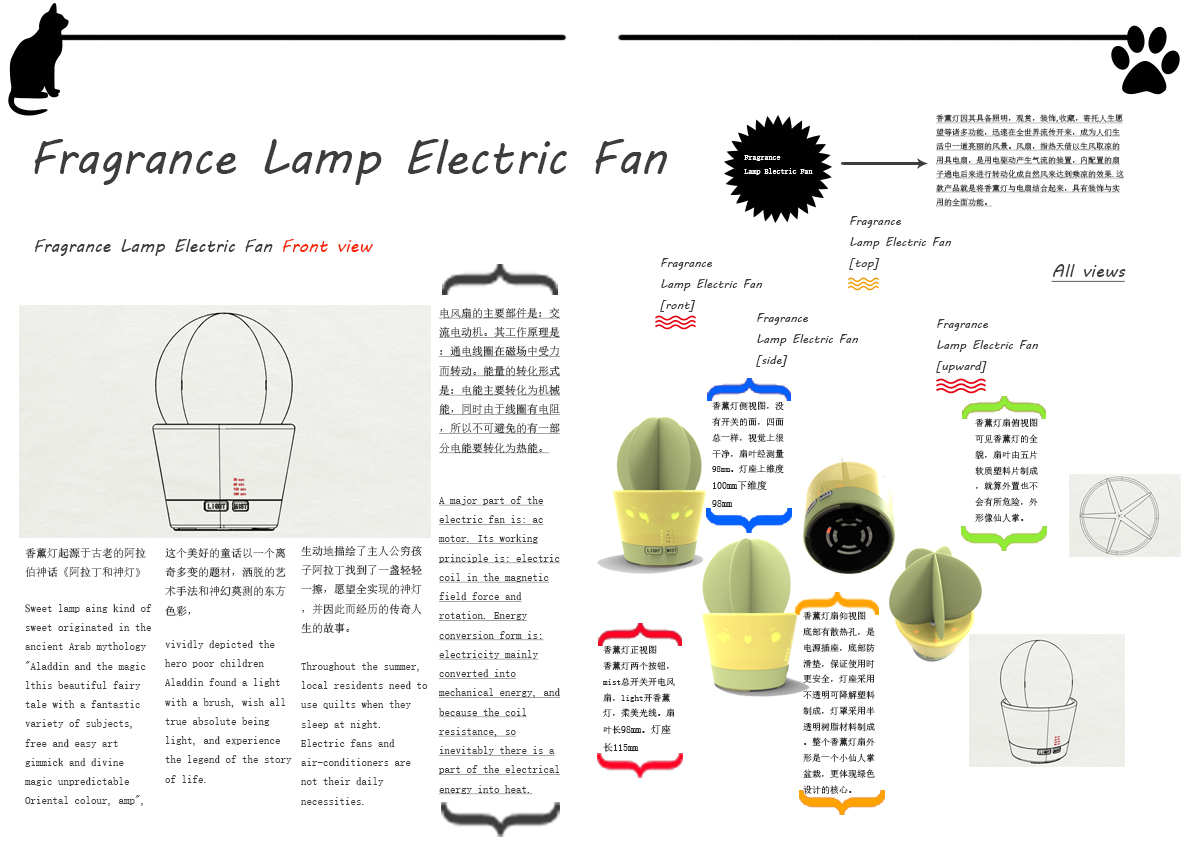 Fragrance Lamp Electric Fan
Fragrance Lamp Electric Fan Front view
LIGHT MIST
香薰灯起源于古老的阿拉
伯神话《阿拉丁和神灯》
Sweet lamp aing kind of
sweet originated in the
ancient Arab mythology
"Aladdin and the magic
lthis beautiful fairy
tale with a fantastic
variety of subjects,
free and easy art
gimmick and divine
magic unpredictable
Oriental colour, amp",
这个美好的童话以一个离
奇多变的题材，洒脱的艺
术手法和神幻莫测的东方
色彩，
vividly depicted the
hero poor children
Aladdin found a light
with a brush, wish all
true absolute being
light, and experience
the legend of the story
of life.
生动地描绘了主人公穷孩
子阿拉丁找到了一盏轻轻
一擦，愿望全实现的神灯
，并因此而经历的传奇人
生的故事。
Throughout the summer,
local residents need to
use quilts when they
sleep at night.
Electric fans and
air-conditioners are
not their daily
necessities.
电风扇的主要部件是：交
流电动机。其工作原理是
：通电线圈在磁场中受力
而转动。能量的转化形式
是：电能主要转化为机械
能，同时由于线圈有电阻
，所以不可避免的有一部
分电能要转化为热能。
A major part of the
electric fan is: ac
motor. Its working
principle is: electric
coil in the magnetic
field force and
rotation. Energy
conversion form is:
electricity mainly
converted into
mechanical energy, and
because the coil
resistance, so
inevitably there is a
part of the electrical
energy into heat.
Fragrance
Lamp Electric Fan
香薰灯因其具备照明，观赏，装饰,收藏，寄托人生愿
望等诸多功能，迅速在全世界流传开来，成为人们生
活中一道亮丽的风景。风扇，指热天借以生风取凉的
用具电扇，是用电驱动产生气流的装置，内配置的扇
子通电后来进行转动化成自然风来达到乘凉的效果.这
款产品就是将香薰灯与电扇结合起来，具有装饰与实
用的全面功能。
Fragrance
Lamp Electric Fan
[top]
All views
Fragrance
Lamp Electric Fan
[ront]
Fragrance
Lamp Electric Fan
[side]
Fragrance
Lamp Electric Fan
[upward]
香薰灯侧视图，没
有开关的面，四面
总一样，视觉上很
干净，扇叶经测量
98mm。灯座上维度
100mm下维度
98mm
香薰灯扇俯视图
可见香薰灯的全
貌，扇叶由五片
软质塑料片制成
，就算外置也不
会有所危险，外
形像仙人掌。
LIGHT MIST
香薰灯正视图
香薰灯两个按钮，
mist总开关开电风
扇，light开香薰
灯，柔美光线。扇
叶长98mm。灯座
长115mm
香薰灯扇仰视图
底部有散热孔，是
电源插座，底部防
滑垫，保证使用时
更安全，灯座采用
不透明可降解塑料
制成，灯罩采用半
透明树脂材料制成
。整个香薰灯扇外
形是一个小仙人掌
盆栽，更体现绿色
设计的核心。
LIGHT MIST